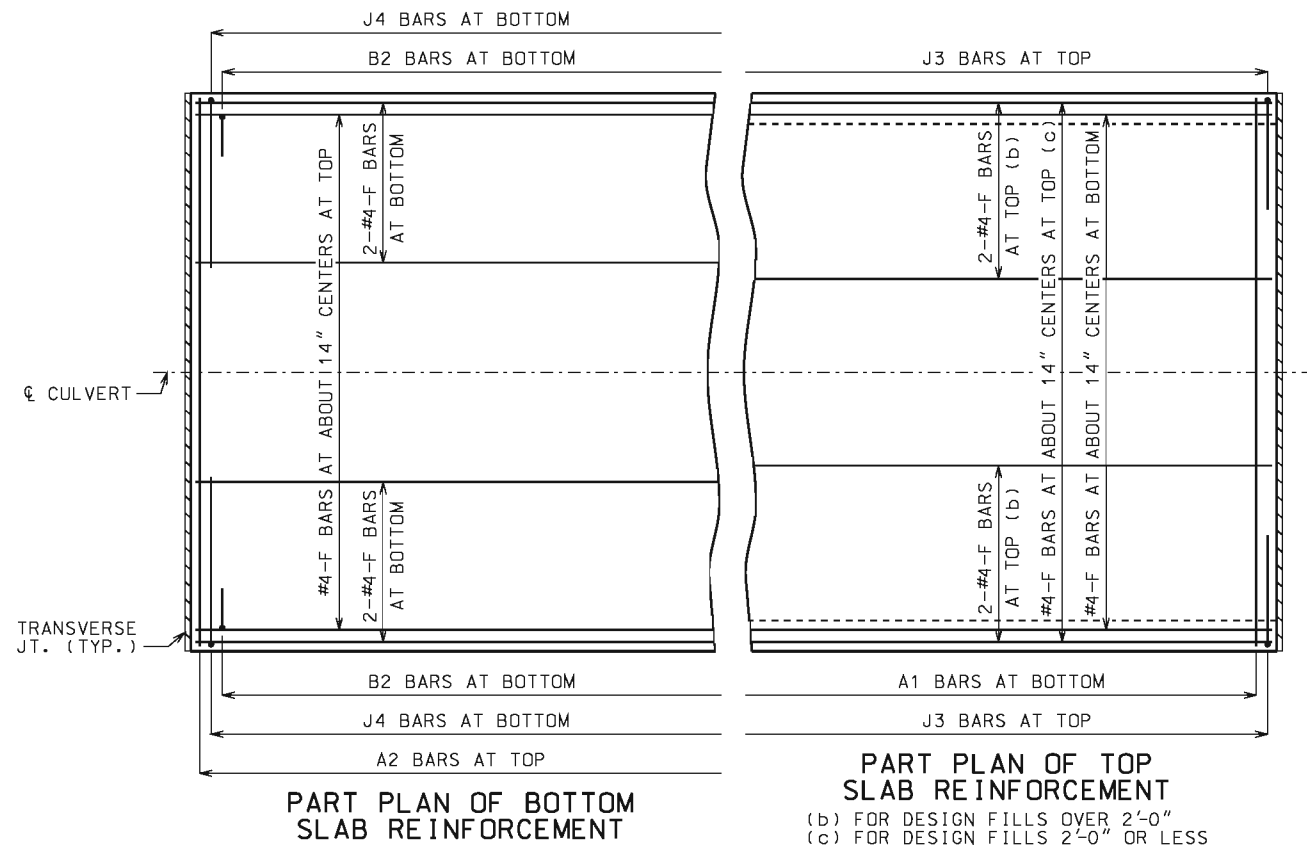 J4 BARS AT BOTTOM
B2 BARS AT BOTTOM
J3 BARS AT TOP
#4-F BARS AT ABOUT 14" CENTERS AT TOP
2-#4-F BARS
AT BOTTOM
2-#4-F BARS
AT TOP (b)
#4-F BARS AT ABOUT 14" CENTERS AT TOP (c)
#4-F BARS AT ABOUT 14" CENTERS AT BOTTOM
℄ CULVERT
2-#4-F BARS
AT BOTTOM
2-#4-F BARS
AT TOP (b)
TRANSVERSE
JT. (TYP.)
B2 BARS AT BOTTOM
A1 BARS AT BOTTOM
J4 BARS AT BOTTOM
J3 BARS AT TOP
A2 BARS AT TOP
PART PLAN OF BOTTOM
SLAB REINFORCEMENT
PART PLAN OF TOP
SLAB REINFORCEMENT
(b) FOR DESIGN FILLS OVER 2'-0"
(c) FOR DESIGN FILLS 2'-0" OR LESS